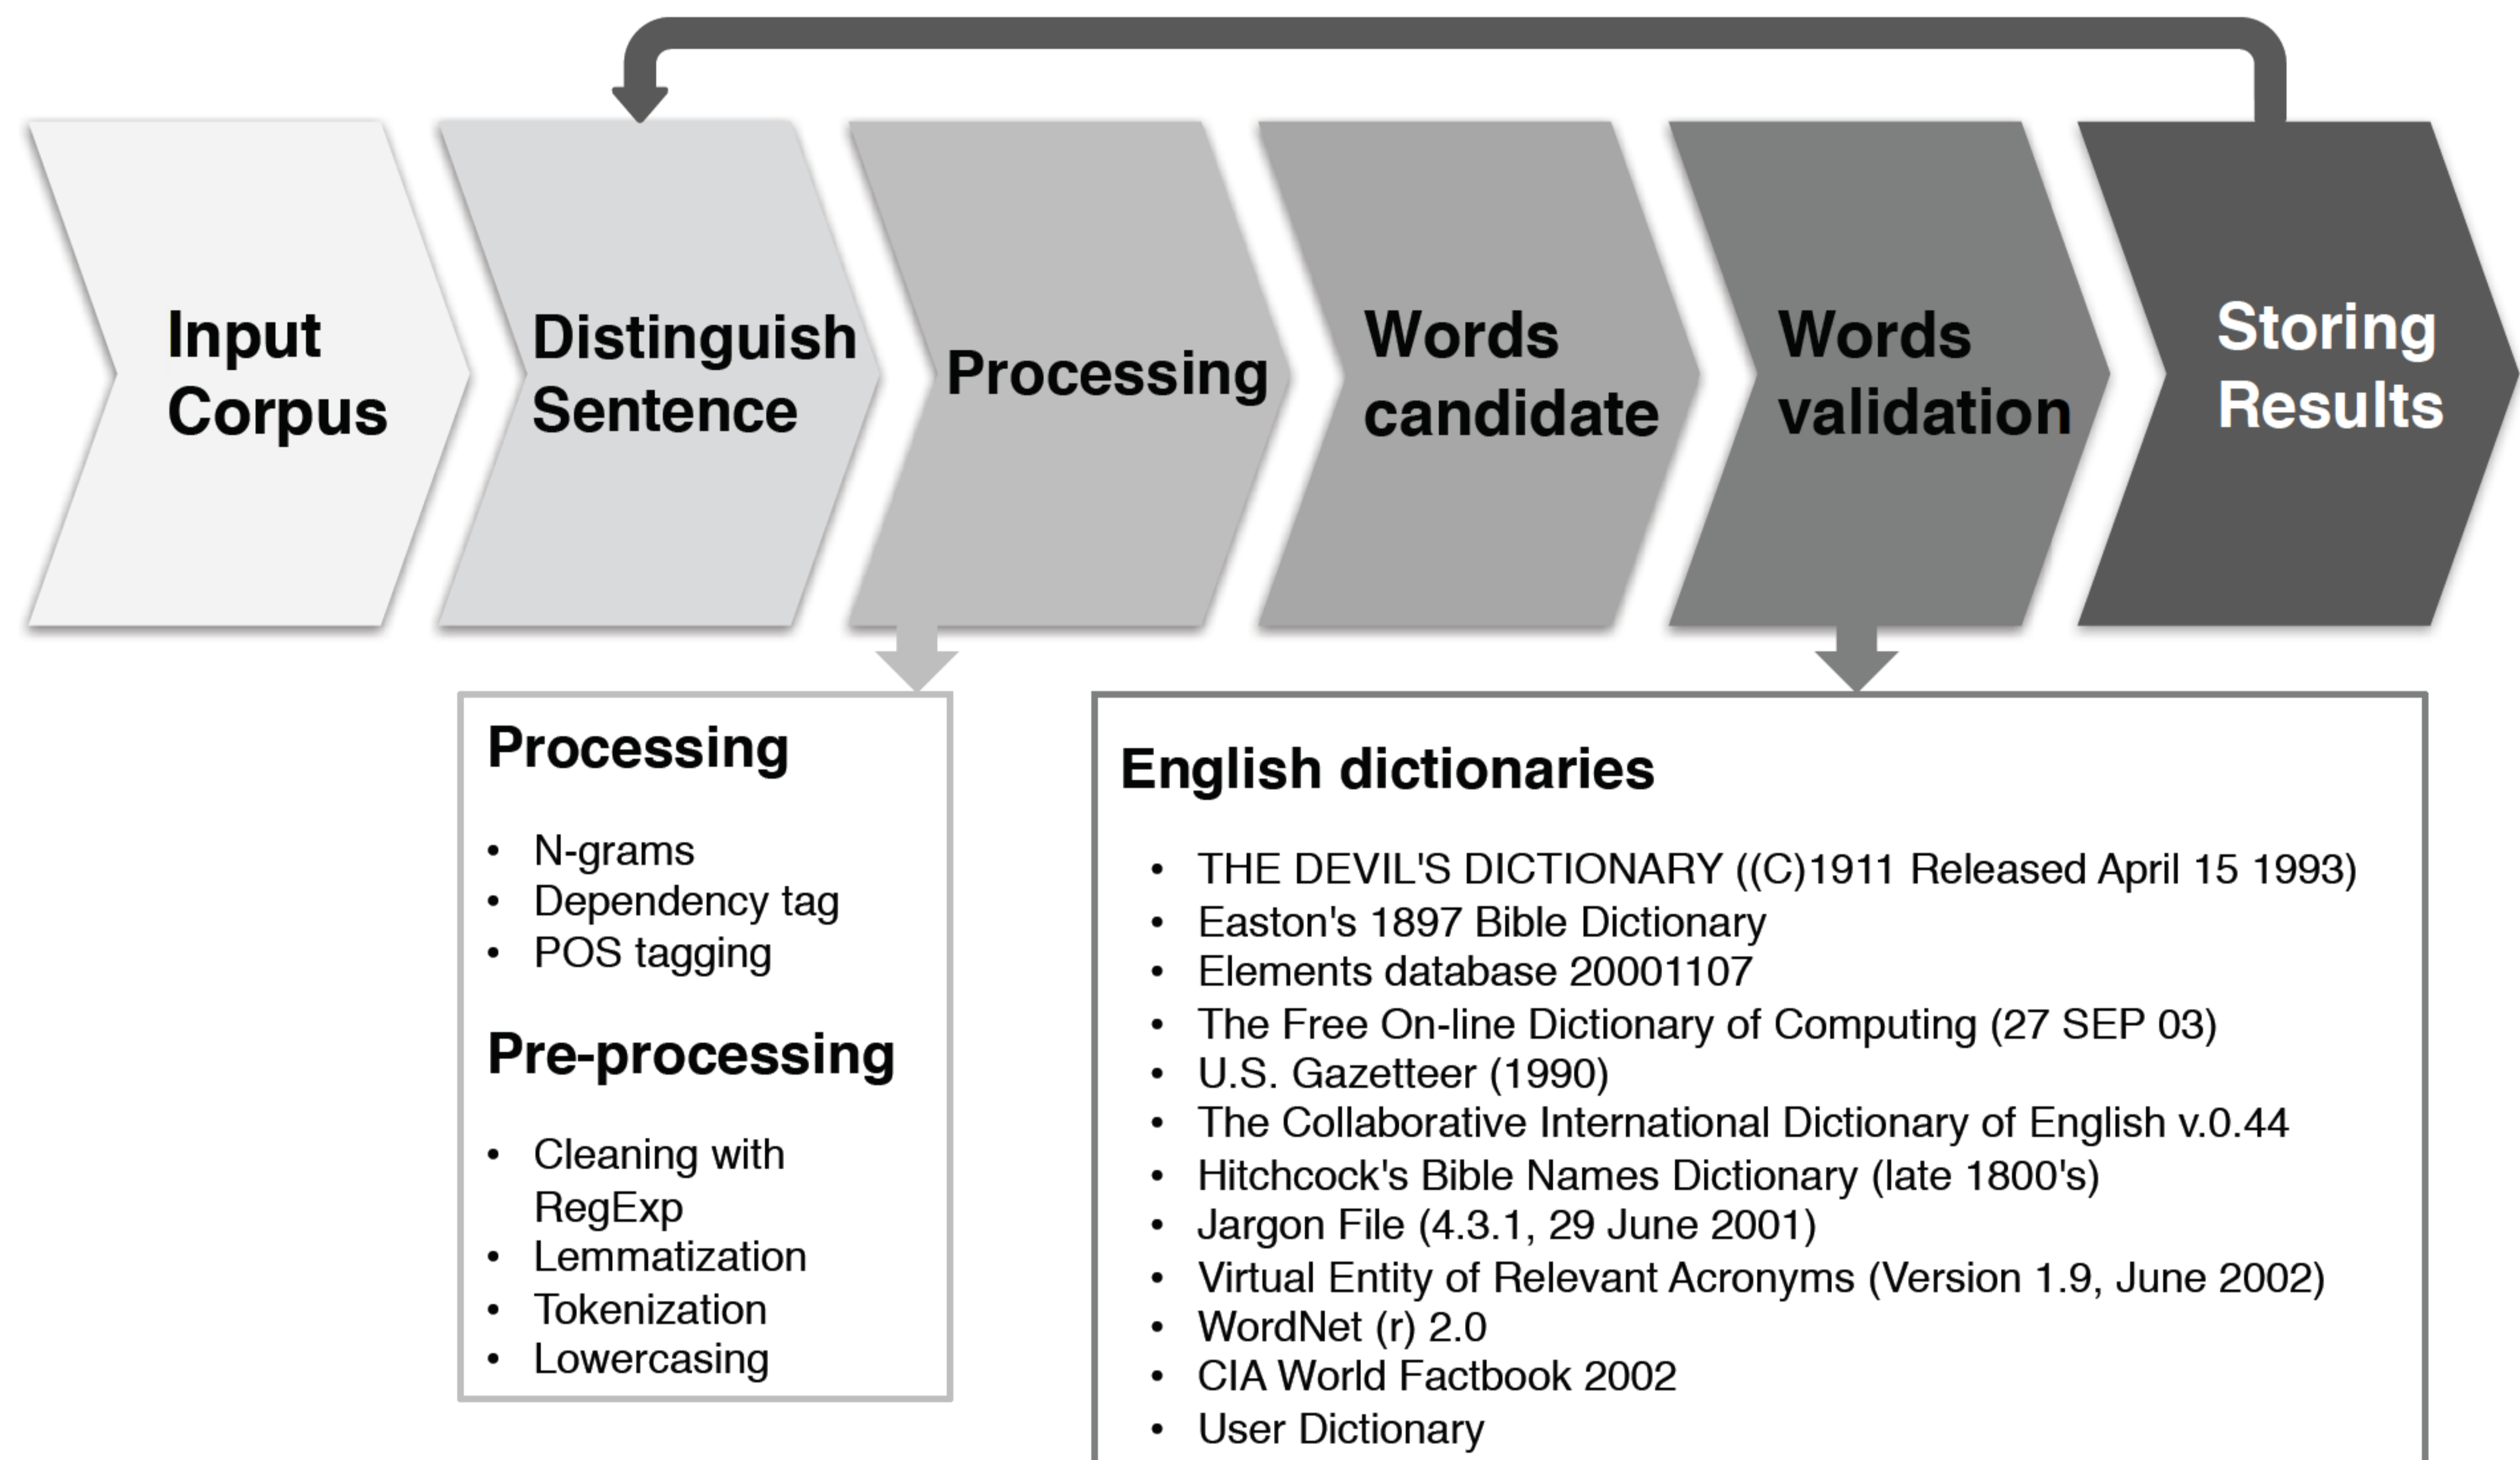 Input
Corpus
Distinguish
Sentence
Processing
Words
candidate
Words
validation
Storing
Results
Processing
• N-grams
• Dependency tag
• POS tagging
Pre-processing
• Cleaning with
RegExp
• Lemmatization
• Tokenization
• Lowercasing
English dictionaries
• THE DEVIL'S DICTIONARY ((C)1911 Released April 15 1993)
• Easton's 1897 Bible Dictionary
• Elements database 20001107
• The Free On-line Dictionary of Computing (27 SEP 03)
• U.S. Gazetteer (1990)
• The Collaborative International Dictionary of English v.0.44
• Hitchcock's Bible Names Dictionary (late 1800's)
• Jargon File (4.3.1, 29 June 2001)
• Virtual Entity of Relevant Acronyms (Version 1.9, June 2002)
• WordNet (r) 2.0
• CIA World Factbook 2002
• User Dictionary